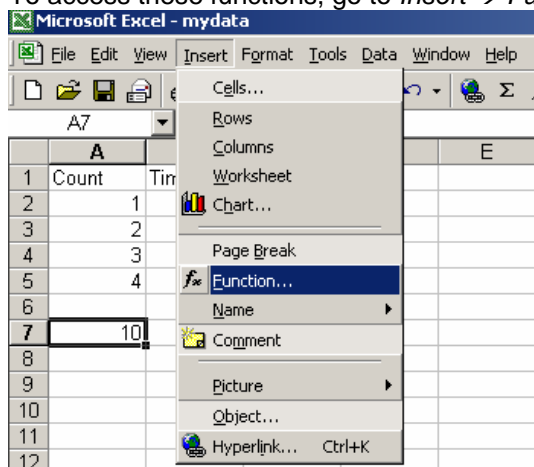 To access these functions, go to Insert →
Microsoft Excel - mydata
File Edit View Insert Format Tools Data Window Help
A7
Cells...
Rows
Columns
Worksheet
Chart...
Page Break
Function...
Name
Comment
Picture
Object...
Hyperlink... Ctrl+K
A E
1 Count
2 1
3 2
4 3
5 4
6
7 10
8
9
10
11
12